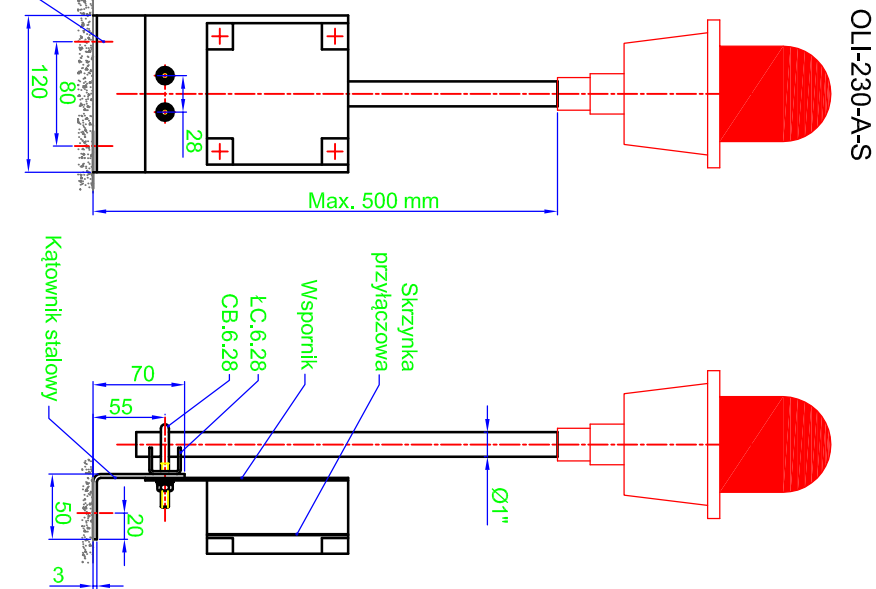 OLI-230-A-S
120
80
28
Max. 500 mm
Kątownik stalowy
CB.6.28
ŁC.6.28
Wspornik
Skrzynka
przyłączowa
70
55
50
20
3
Ø1"